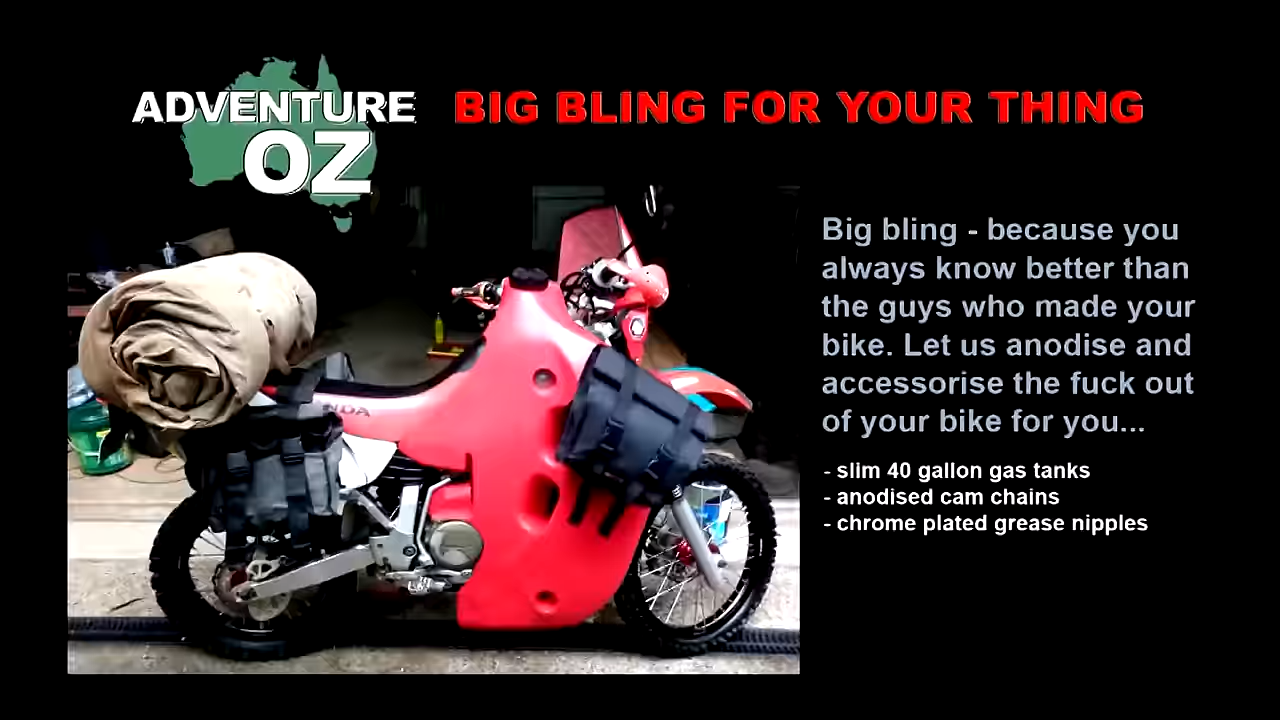 ADVENTURE
OZ
BIG BLING FOR YOUR THING
Big bling - because you
always know better than
the guys who made your
bike. Let us anodise and
accessorise the fuck out
of your bike for you...
- slim 40 gallon gas tanks
- anodised cam chains
- chrome plated grease nipples
NDA